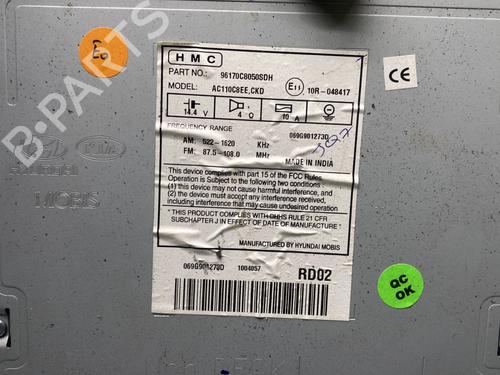 H M C
PART NO.: 96170C8050SDH
MODEL: AC110C8EE,CKD
E11 10R - 048417
14.4 V 4 Ω 10 A
069G901273D
FREQUENCY RANGE
AM: 522-1620 KHz
FM: 87.5-108.0 MHz
MADE IN INDIA
This device complies with part 15 of the FCC Rules
Operation is Subject to the following two conditions
(1) this device may not cause harmful interference, and
(2) this device must accept any interference received,
including interference that may cause undesired operation
* THIS PRODUCT COMPLIES WITH DHHS RULE 21 CFR
SUBCHAPTER J IN EFFECT AT DATE OF MANUFACTURE.
MANUFACTURED BY HYUNDAI MOBIS
069G901273D 1004057 RD02
CE
QC
OK
MOBIS
B-PARTS